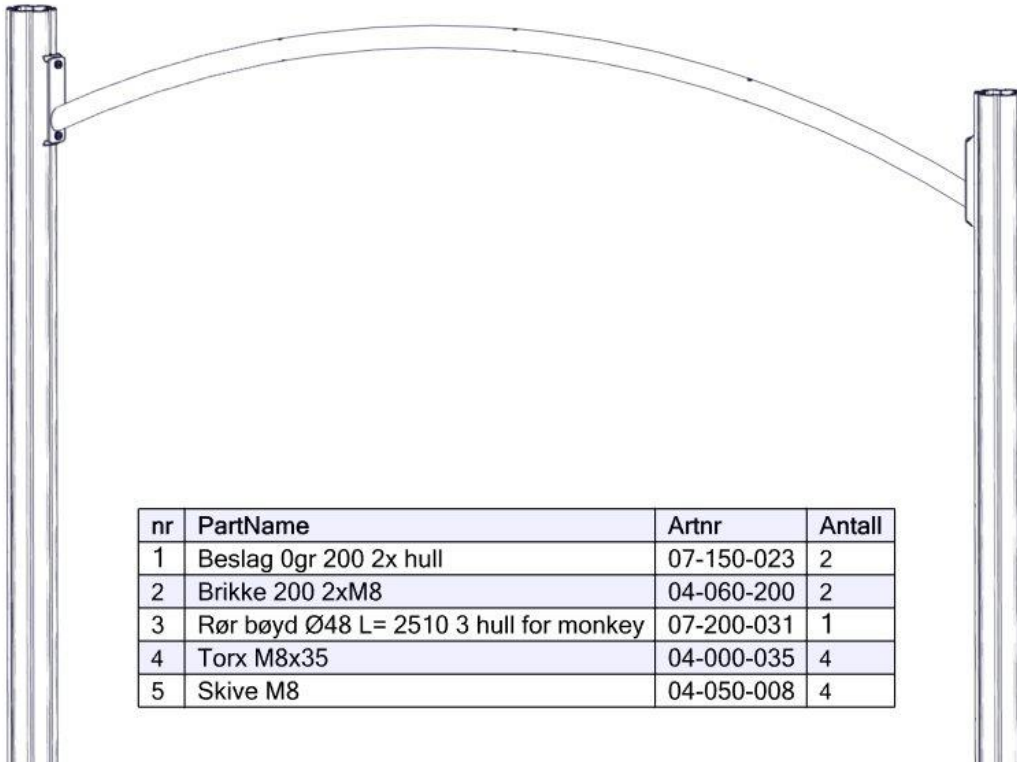 nr PartName Artnr Antall
1 Beslag 0gr 200 2x hull 07-150-023 2
2 Brikke 200 2xM8 04-060-200 2
3 Rør bøyd Ø48 L= 2510 3 hull for monkey 07-200-031 1
4 Torx M8x35 04-000-035 4
5 Skive M8 04-050-008 4